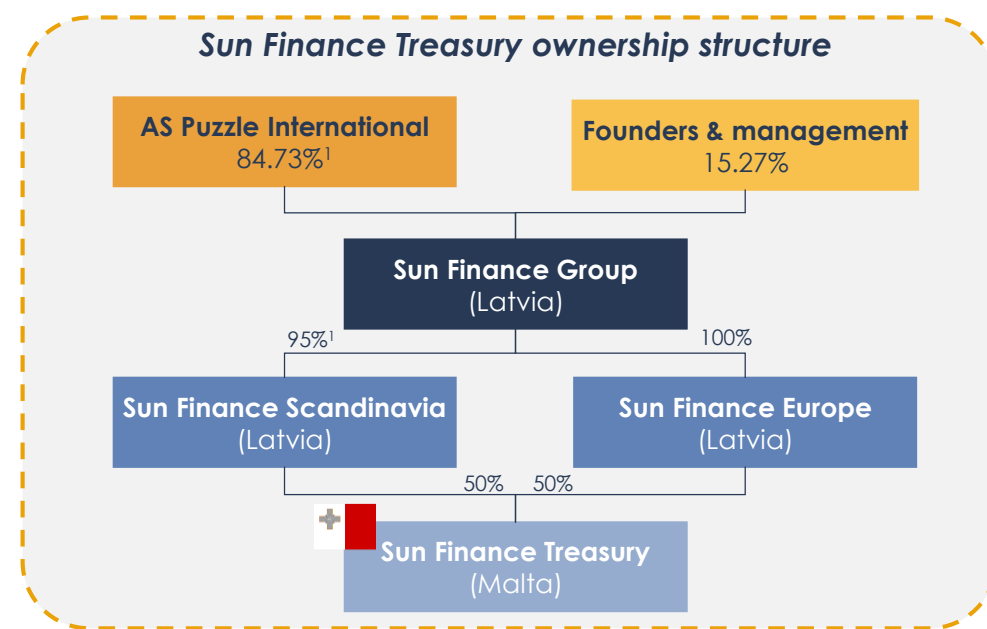 Sun Finance Treasury ownership structure
AS Puzzle International
84.73%¹
Founders & management
15.27%
Sun Finance Group
(Latvia)
95%¹
100%
Sun Finance Scandinavia
(Latvia)
Sun Finance Europe
(Latvia)
50%
50%
Sun Finance Treasury
(Malta)